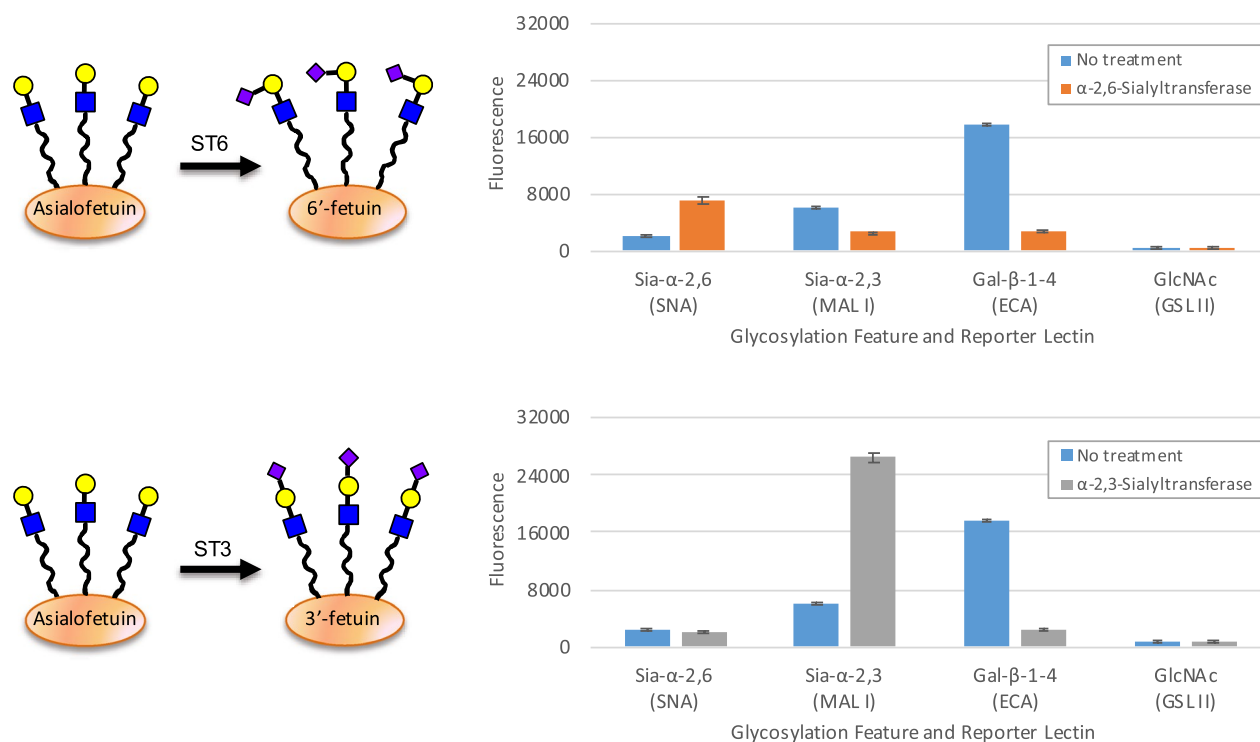 ST6
Asialofetuin
6’-fetuin
32000
24000
16000
8000
0
Fluorescence
No treatment
α-2,6-Sialyltransferase
Sia-α-2,6
(SNA)
Sia-α-2,3
(MAL I)
Gal-β-1-4
(ECA)
GlcNAc
(GSL II)
Glycosylation Feature and Reporter Lectin
ST3
Asialofetuin
3’-fetuin
32000
24000
16000
8000
0
Fluorescence
No treatment
α-2,3-Sialyltransferase
Sia-α-2,6
(SNA)
Sia-α-2,3
(MAL I)
Gal-β-1-4
(ECA)
GlcNAc
(GSL II)
Glycosylation Feature and Reporter Lectin